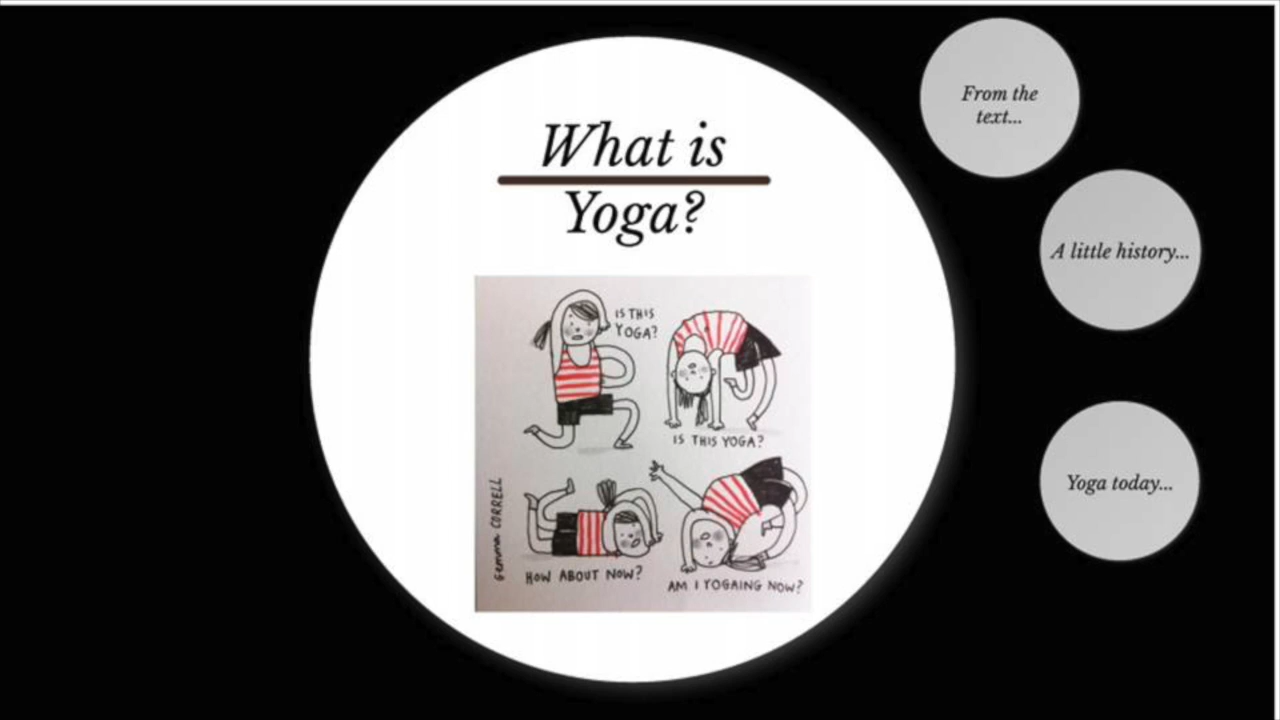 What is
Yoga?
IS THIS
YOGA?
IS THIS YOGA?
HOW ABOUT NOW?
AM I YOGAING NOW?
gemma CORRELL
From the
text...
A little history...
Yoga today...